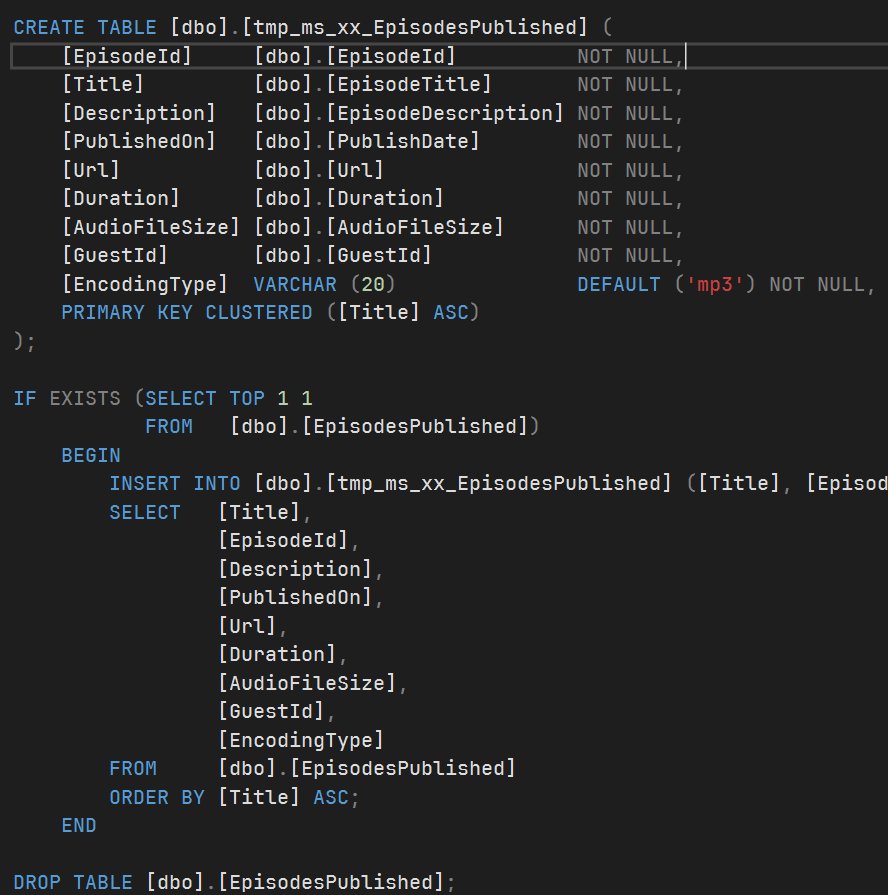 CREATE TABLE [dbo].[tmp_ms_xx_EpisodesPublished] (
    [EpisodeId]     [dbo].[EpisodeId]          NOT NULL,
    [Title]         [dbo].[EpisodeTitle]       NOT NULL,
    [Description]   [dbo].[EpisodeDescription] NOT NULL,
    [PublishedOn]   [dbo].[PublishDate]        NOT NULL,
    [Url]           [dbo].[Url]                NOT NULL,
    [Duration]      [dbo].[Duration]           NOT NULL,
    [AudioFileSize] [dbo].[AudioFileSize]      NOT NULL,
    [GuestId]       [dbo].[GuestId]            NOT NULL,
    [EncodingType]  VARCHAR (20)               DEFAULT ('mp3') NOT NULL,
    PRIMARY KEY CLUSTERED ([Title] ASC)
);

IF EXISTS (SELECT TOP 1 1
           FROM   [dbo].[EpisodesPublished])
    BEGIN
        INSERT INTO [dbo].[tmp_ms_xx_EpisodesPublished] ([Title], [Episod
        SELECT   [Title],
                 [EpisodeId],
                 [Description],
                 [PublishedOn],
                 [Url],
                 [Duration],
                 [AudioFileSize],
                 [GuestId],
                 [EncodingType]
        FROM     [dbo].[EpisodesPublished]
        ORDER BY [Title] ASC;
    END

DROP TABLE [dbo].[EpisodesPublished];